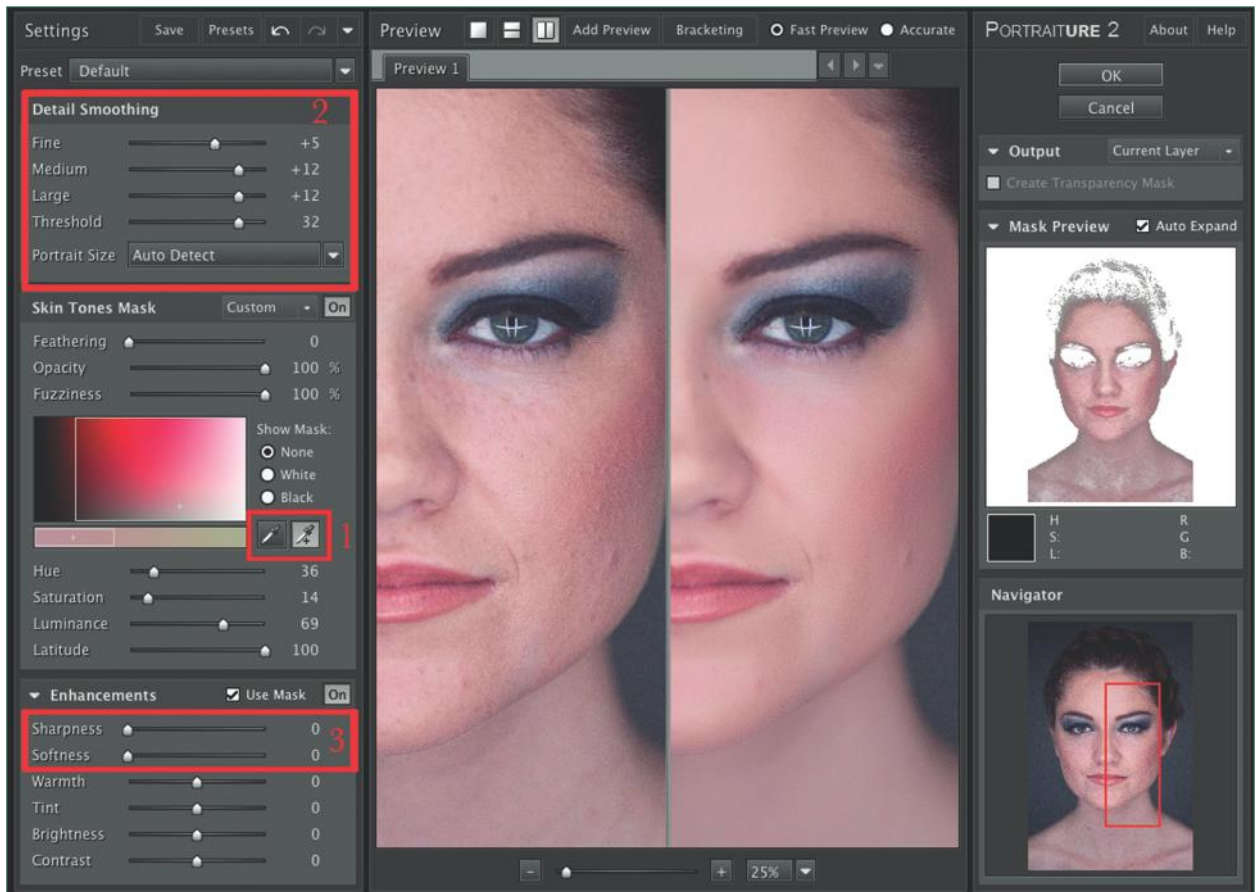 Settings Save Presets
Preset Default
Detail Smoothing 2
Fine +5
Medium +12
Large +12
Threshold 32
Portrait Size Auto Detect
Skin Tones Mask Custom On
Feathering 0
Opacity 100 %
Fuzziness 100 %
Show Mask:
None
White
Black
1
Hue 36
Saturation 14
Luminance 69
Latitude 100
Enhancements Use Mask On
Sharpness 0
3
Softness 0
Warmth 0
Tint 0
Brightness 0
Contrast 0
Preview Add Preview Bracketing Fast Preview Accurate
Preview 1
- + 25%
PORTRAITURE 2 About Help
OK
Cancel
Output Current Layer
Create Transparency Mask
Mask Preview Auto Expand
H R
S: G
L: B:
Navigator